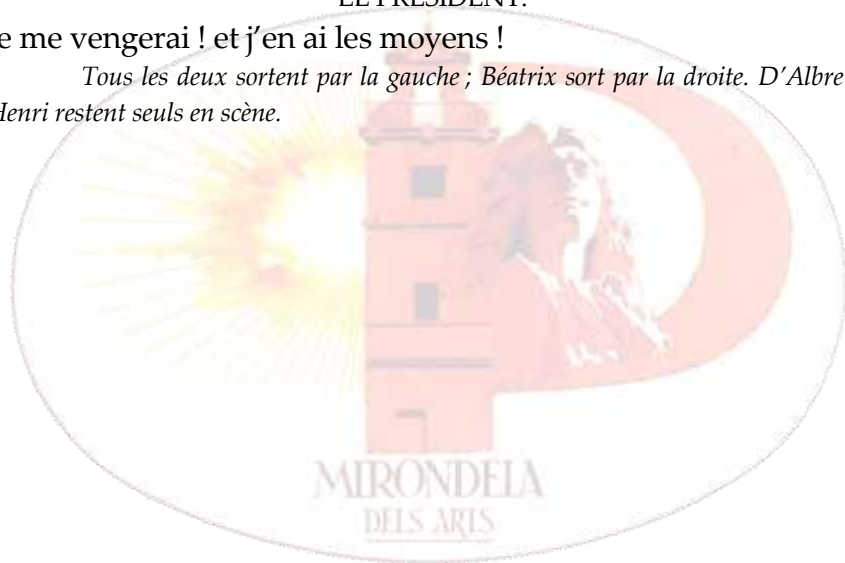 LE PRÉSIDENT.
e me vengerai ! et j’en ai les moyens !
Tous les deux sortent par la gauche ; Béatrix sort par la droite. D’Albre
Henri restent seuls en scène.
MIRONDELA
DELS ARTS